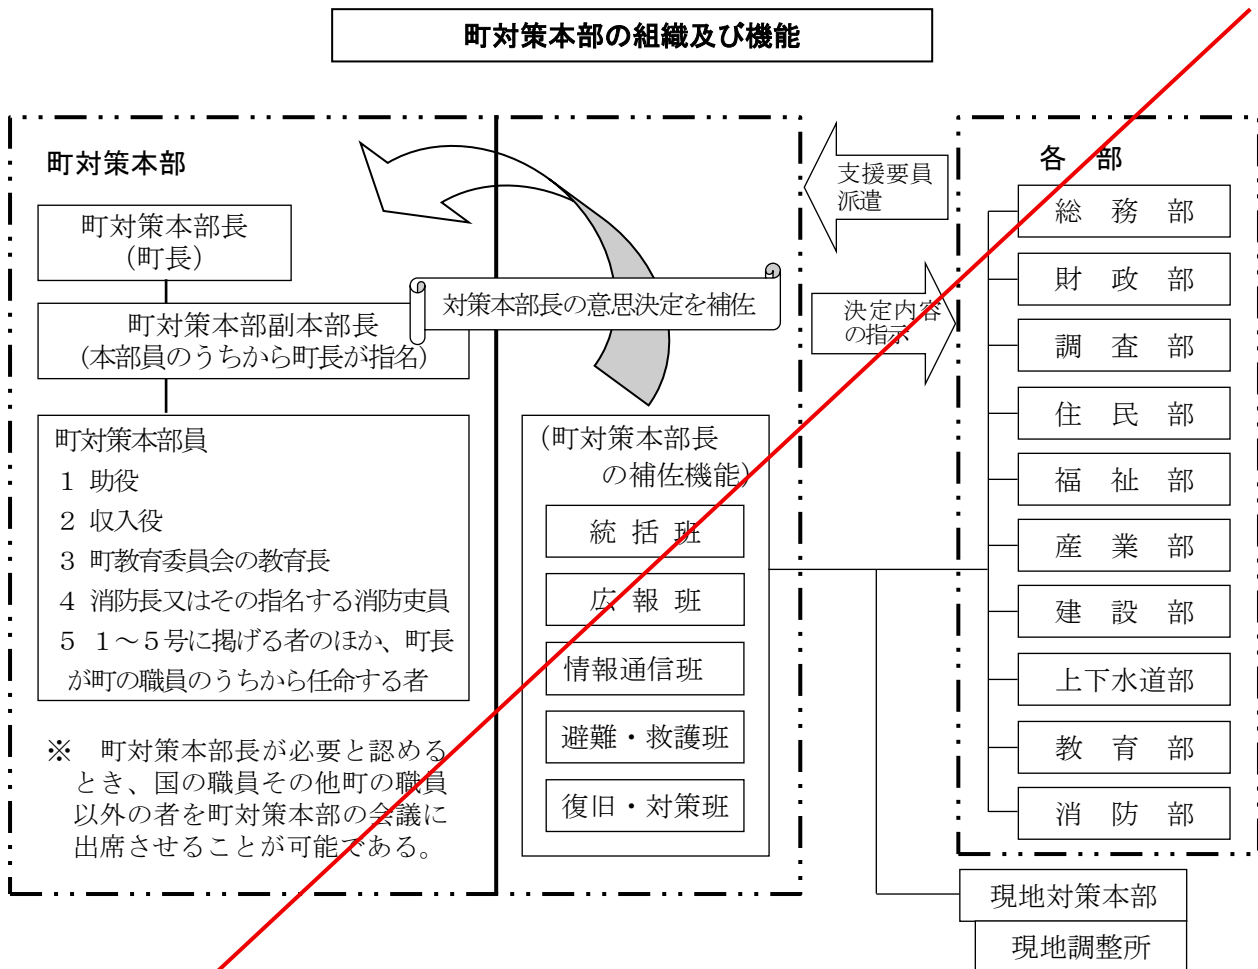 町対策本部の組織及び機能
町対策本部
町対策本部長
(町長)
町対策本部副本部長
(本部員のうちから町長が指名)
町対策本部員
1 助役
2 収入役
3 町教育委員会の教育長
4 消防長又はその指名する消防吏員
5 1～5号に掲げる者のほか、町長
が町の職員のうちから任命する者
※ 町対策本部長が必要と認める
とき、国の職員その他町の職員
以外の者を町対策本部の会議に
出席させることが可能である。
対策本部長の意思決定を補佐
(町対策本部長
の補佐機能)
統括班
広報班
情報通信班
避難・救護班
復旧・対策班
支援要員
派遣
決定内容
の指示
各 部
総 務 部
財 政 部
調 査 部
住 民 部
福 祉 部
産 業 部
建 設 部
上下水道部
教 育 部
消 防 部
現地対策本部
現地調整所